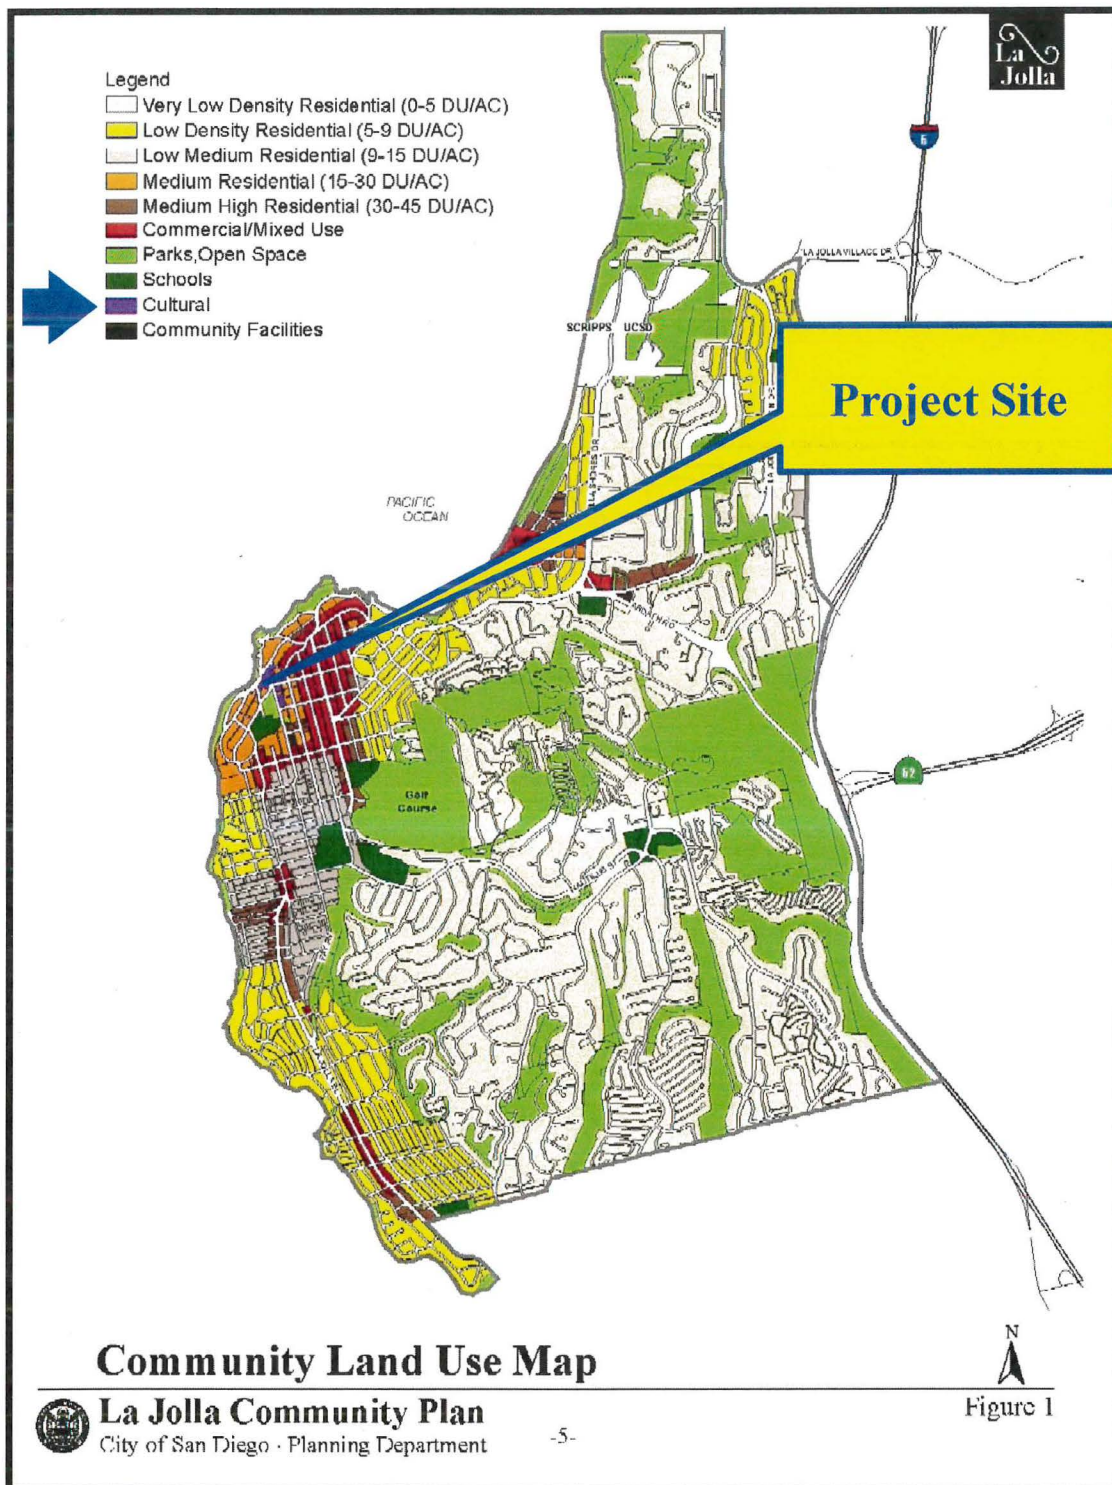 La
Jolla
Legend
Very Low Density Residential (0-5 DU/AC)
Low Density Residential (5-9 DU/AC)
Low Medium Residential (9-15 DU/AC)
Medium Residential (15-30 DU/AC)
Medium High Residential (30-45 DU/AC)
Commercial/Mixed Use
Parks,Open Space
Schools
Cultural
Community Facilities
LA JOLLA VILLAGE DR
SCRIPPS UCSD
Project Site
PACIFIC
OCEAN
Golf
Course
Community Land Use Map
N
La Jolla Community Plan
City of San Diego · Planning Department
-5-
Figure 1